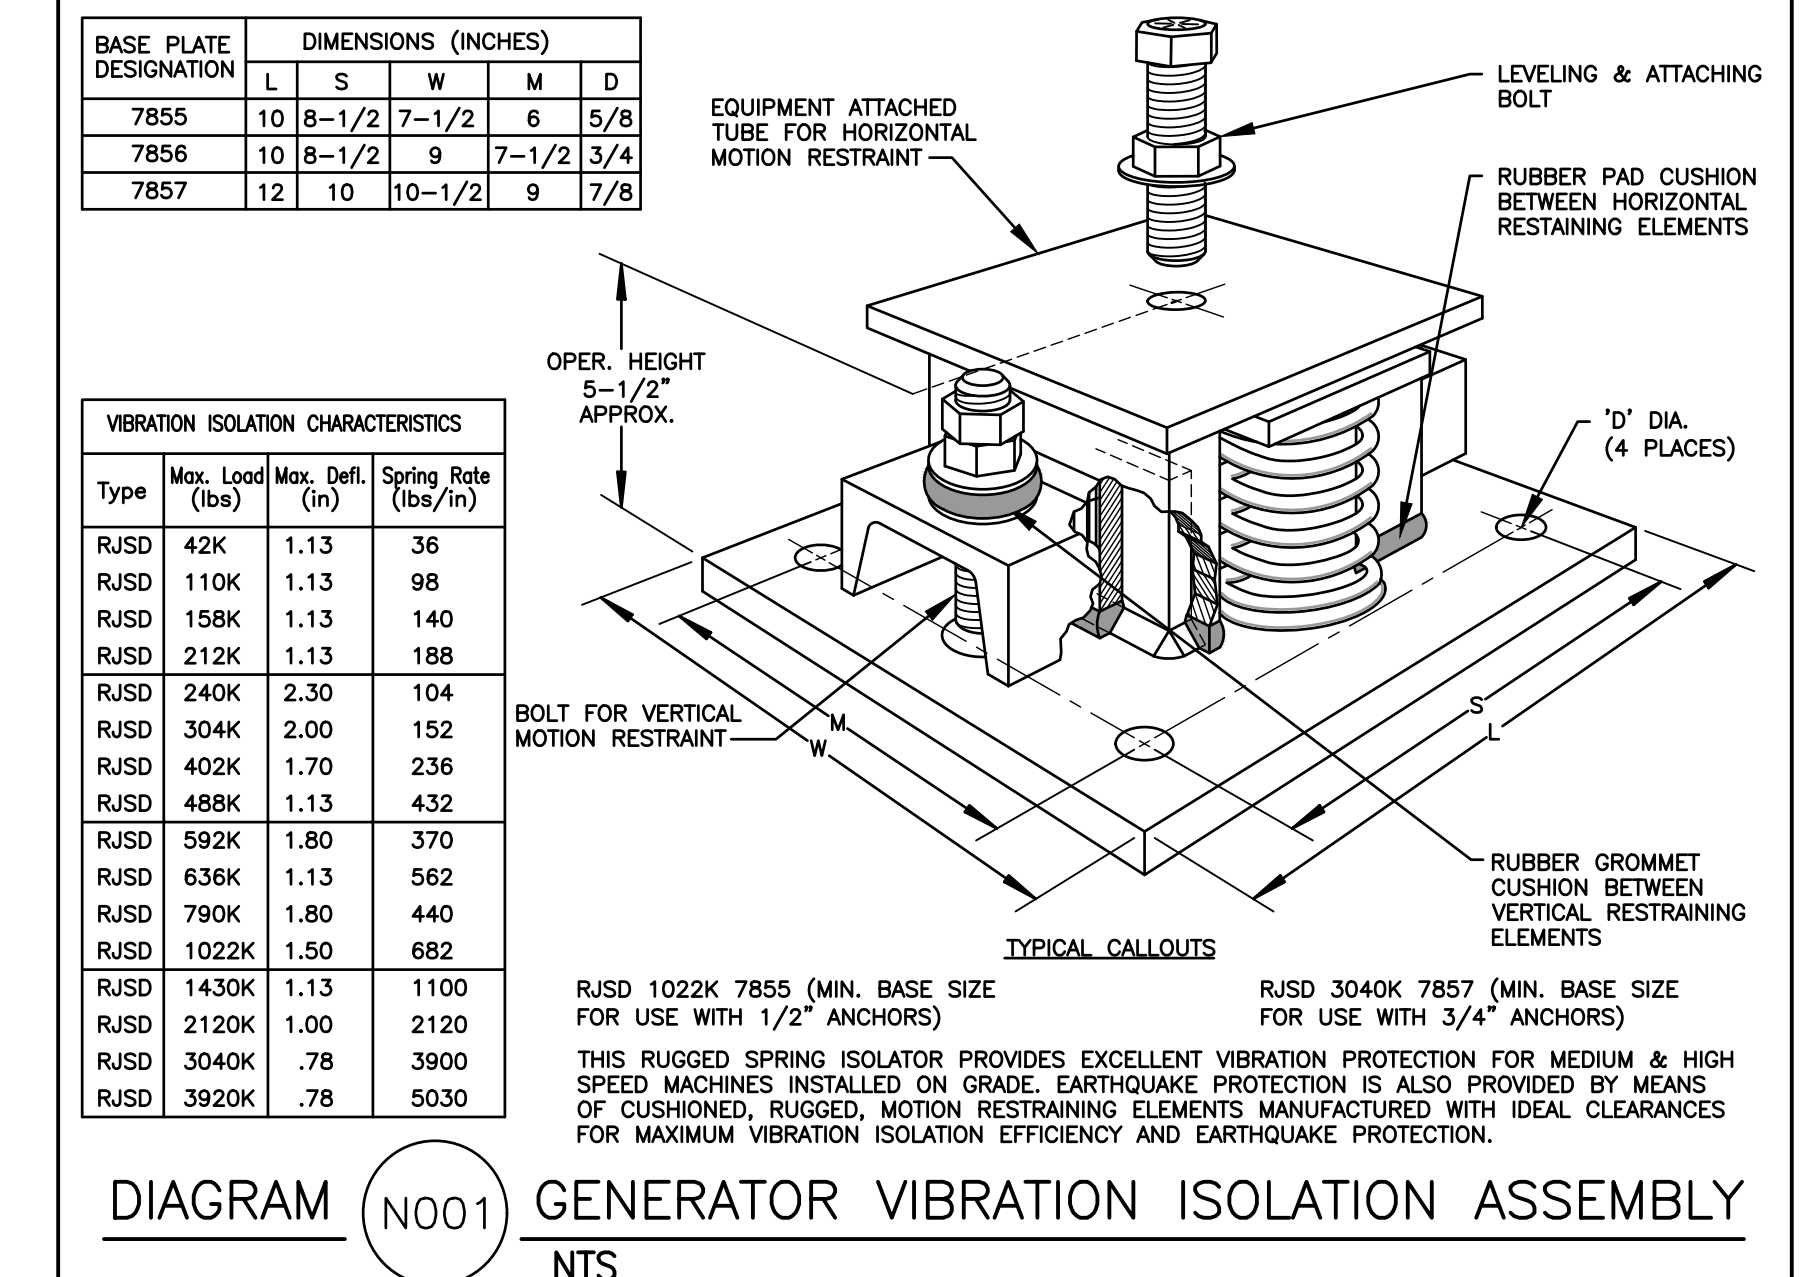 BASE PLATE DESIGNATION DIMENSIONS (INCHES)
L S W M D
7855 10 8-1/2 7-1/2 6 5/8
7856 10 8-1/2 9 7-1/2 3/4
7857 12 10 10-1/2 9 7/8
EQUIPMENT ATTACHED
TUBE FOR HORIZONTAL
MOTION RESTRAINT
LEVELING & ATTACHING
BOLT
RUBBER PAD CUSHION
BETWEEN HORIZONTAL
RESTAINING ELEMENTS
OPER. HEIGHT
5-1/2"
APPROX.
'D' DIA.
(4 PLACES)
BOLT FOR VERTICAL
MOTION RESTRAINT
M
W
S
L
RUBBER GROMMET
CUSHION BETWEEN
VERTICAL RESTRAINING
ELEMENTS
VIBRATION ISOLATION CHARACTERISTICS
Type Max. Load (lbs) Max. Defl. (in) Spring Rate (lbs/in)
RJSD 42K 1.13 36
RJSD 110K 1.13 98
RJSD 158K 1.13 140
RJSD 212K 1.13 188
RJSD 240K 2.30 104
RJSD 304K 2.00 152
RJSD 402K 1.70 236
RJSD 488K 1.13 432
RJSD 592K 1.80 370
RJSD 636K 1.13 562
RJSD 790K 1.80 440
RJSD 1022K 1.50 682
RJSD 1430K 1.13 1100
RJSD 2120K 1.00 2120
RJSD 3040K .78 3900
RJSD 3920K .78 5030
TYPICAL CALLOUTS
RJSD 1022K 7855 (MIN. BASE SIZE
FOR USE WITH 1/2" ANCHORS)
RJSD 3040K 7857 (MIN. BASE SIZE
FOR USE WITH 3/4" ANCHORS)
THIS RUGGED SPRING ISOLATOR PROVIDES EXCELLENT VIBRATION PROTECTION FOR MEDIUM & HIGH
SPEED MACHINES INSTALLED ON GRADE. EARTHQUAKE PROTECTION IS ALSO PROVIDED BY MEANS
OF CUSHIONED, RUGGED, MOTION RESTRAINING ELEMENTS MANUFACTURED WITH IDEAL CLEARANCES
FOR MAXIMUM VIBRATION ISOLATION EFFICIENCY AND EARTHQUAKE PROTECTION.
DIAGRAM N001 GENERATOR VIBRATION ISOLATION ASSEMBLY
NTS